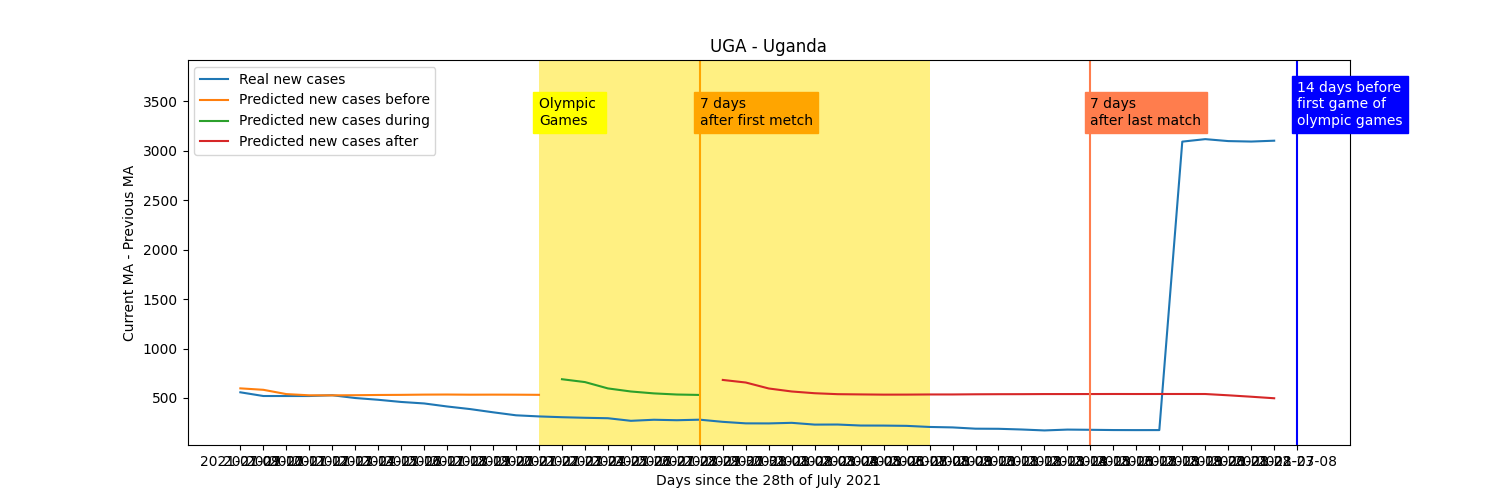 UGA - Uganda
Real new cases
Predicted new cases before
Predicted new cases during
Predicted new cases after
Olympic
Games
7 days
after first metch
7 days
after last match
14 days before
first game of
olympic games
Current MA - Previous MA
3500
3000
2500
2000
1500
1000
500
Days since the 28th of July 2021